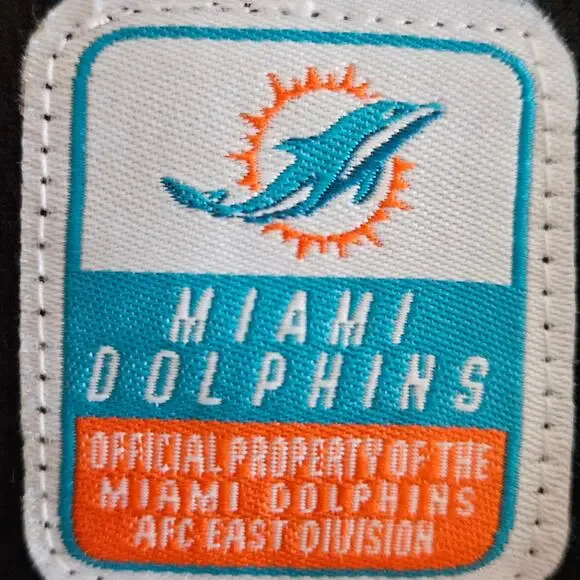 MIAMI
DOLPHINS
OFFICIAL PROPERTY OF THE
MIAMI DOLPHINS
AFC EAST DIVISION